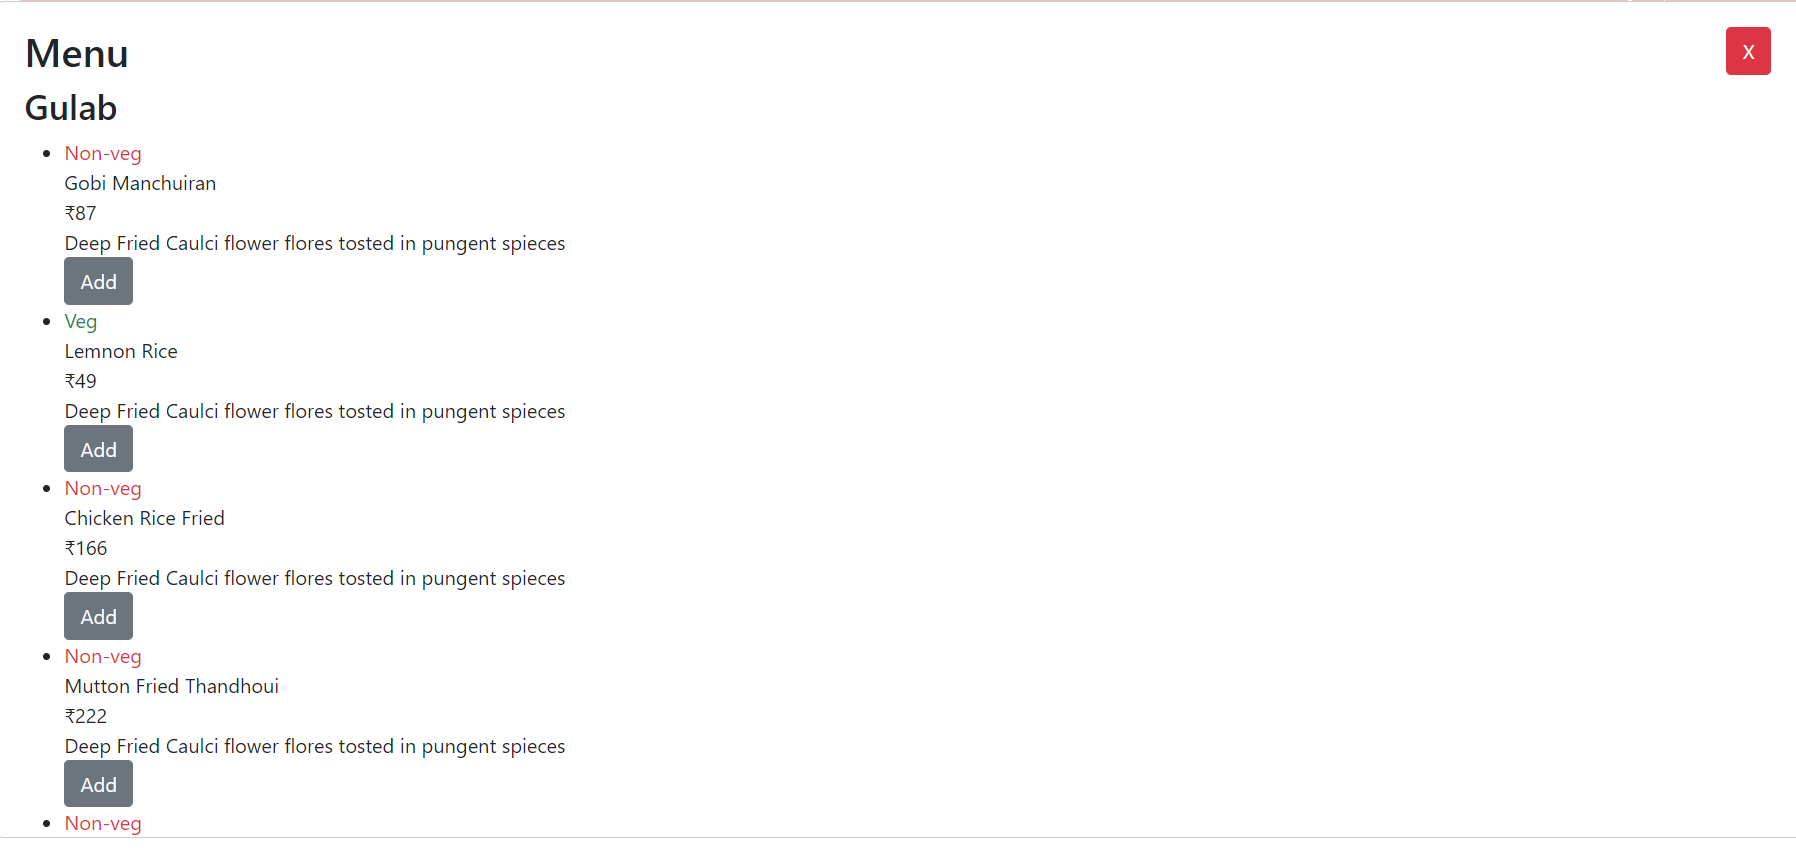 Menu
X
Gulab
Non-veg
Gobi Manchuiran
₹87
Deep Fried Caulci flower flores tosted in pungent spieces
Add
Veg
Lemnon Rice
₹49
Deep Fried Caulci flower flores tosted in pungent spieces
Add
Non-veg
Chicken Rice Fried
₹166
Deep Fried Caulci flower flores tosted in pungent spieces
Add
Non-veg
Mutton Fried Thandhoui
₹222
Deep Fried Caulci flower flores tosted in pungent spieces
Add
Non-veg